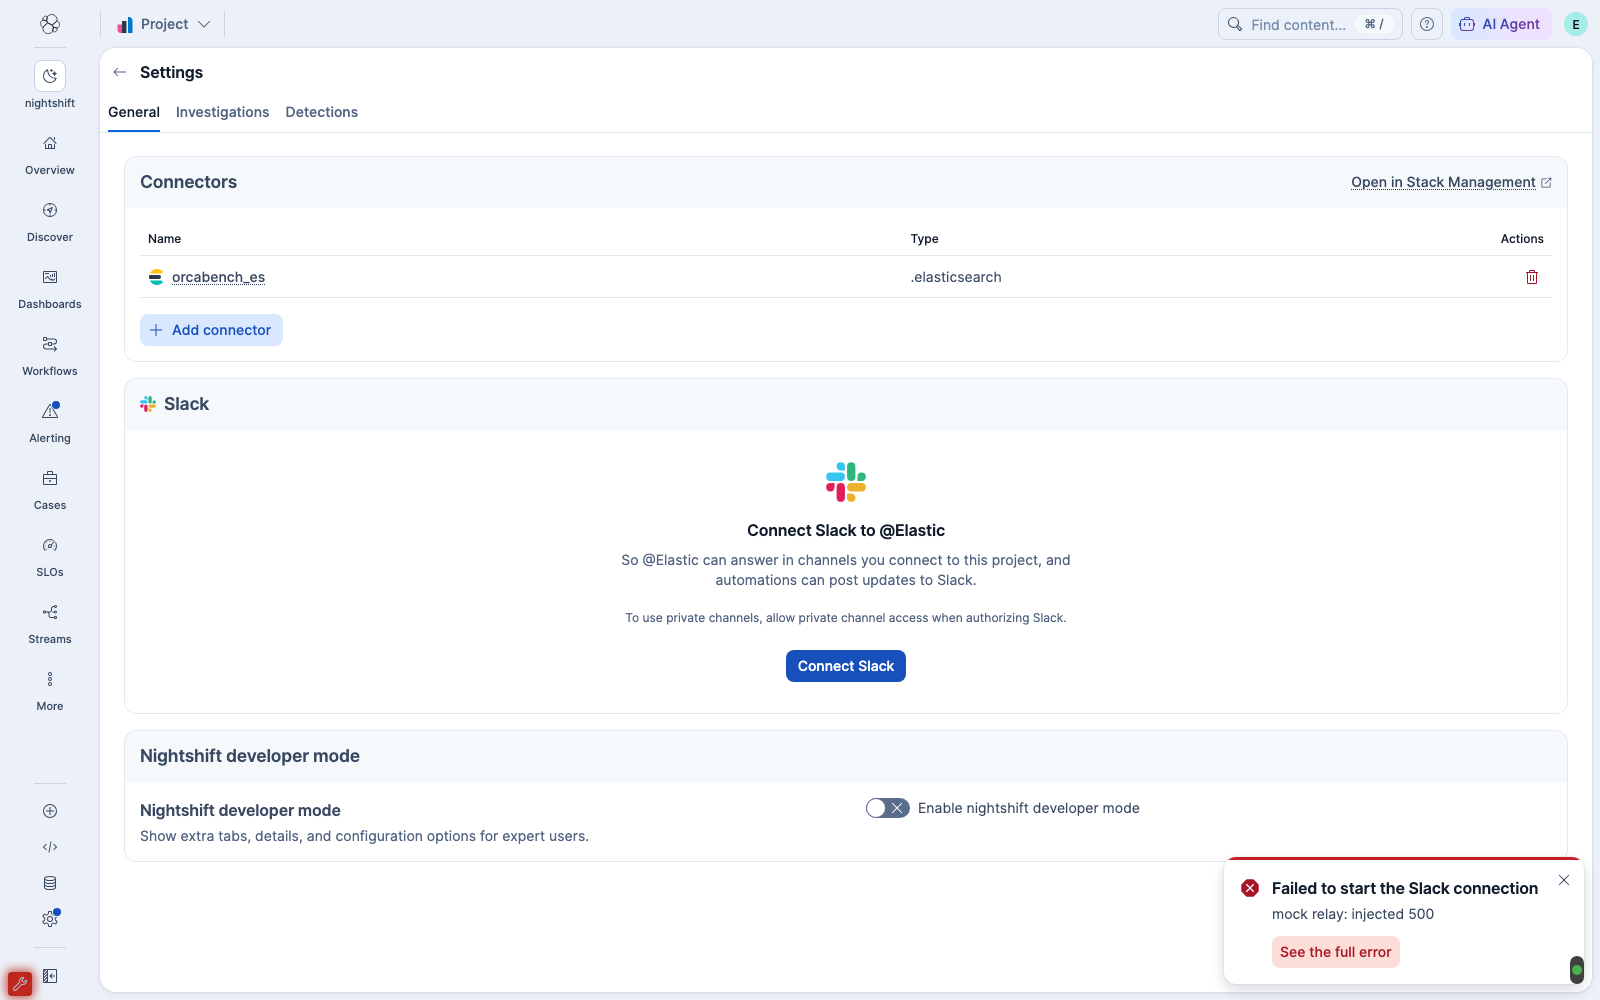 Project
Find content...
⌘ /
AI Agent
E
nightshift
Overview
Discover
Dashboards
Workflows
Alerting
Cases
SLOs
Streams
More
Settings
General
Investigations
Detections
Connectors
Open in Stack Management
Name
Type
Actions
orcabench_es
.elasticsearch
Add connector
Slack
Connect Slack to @Elastic
So @Elastic can answer in channels you connect to this project, and
automations can post updates to Slack.
To use private channels, allow private channel access when authorizing Slack.
Connect Slack
Nightshift developer mode
Nightshift developer mode
Show extra tabs, details, and configuration options for expert users.
Enable nightshift developer mode
Failed to start the Slack connection
mock relay: injected 500
See the full error